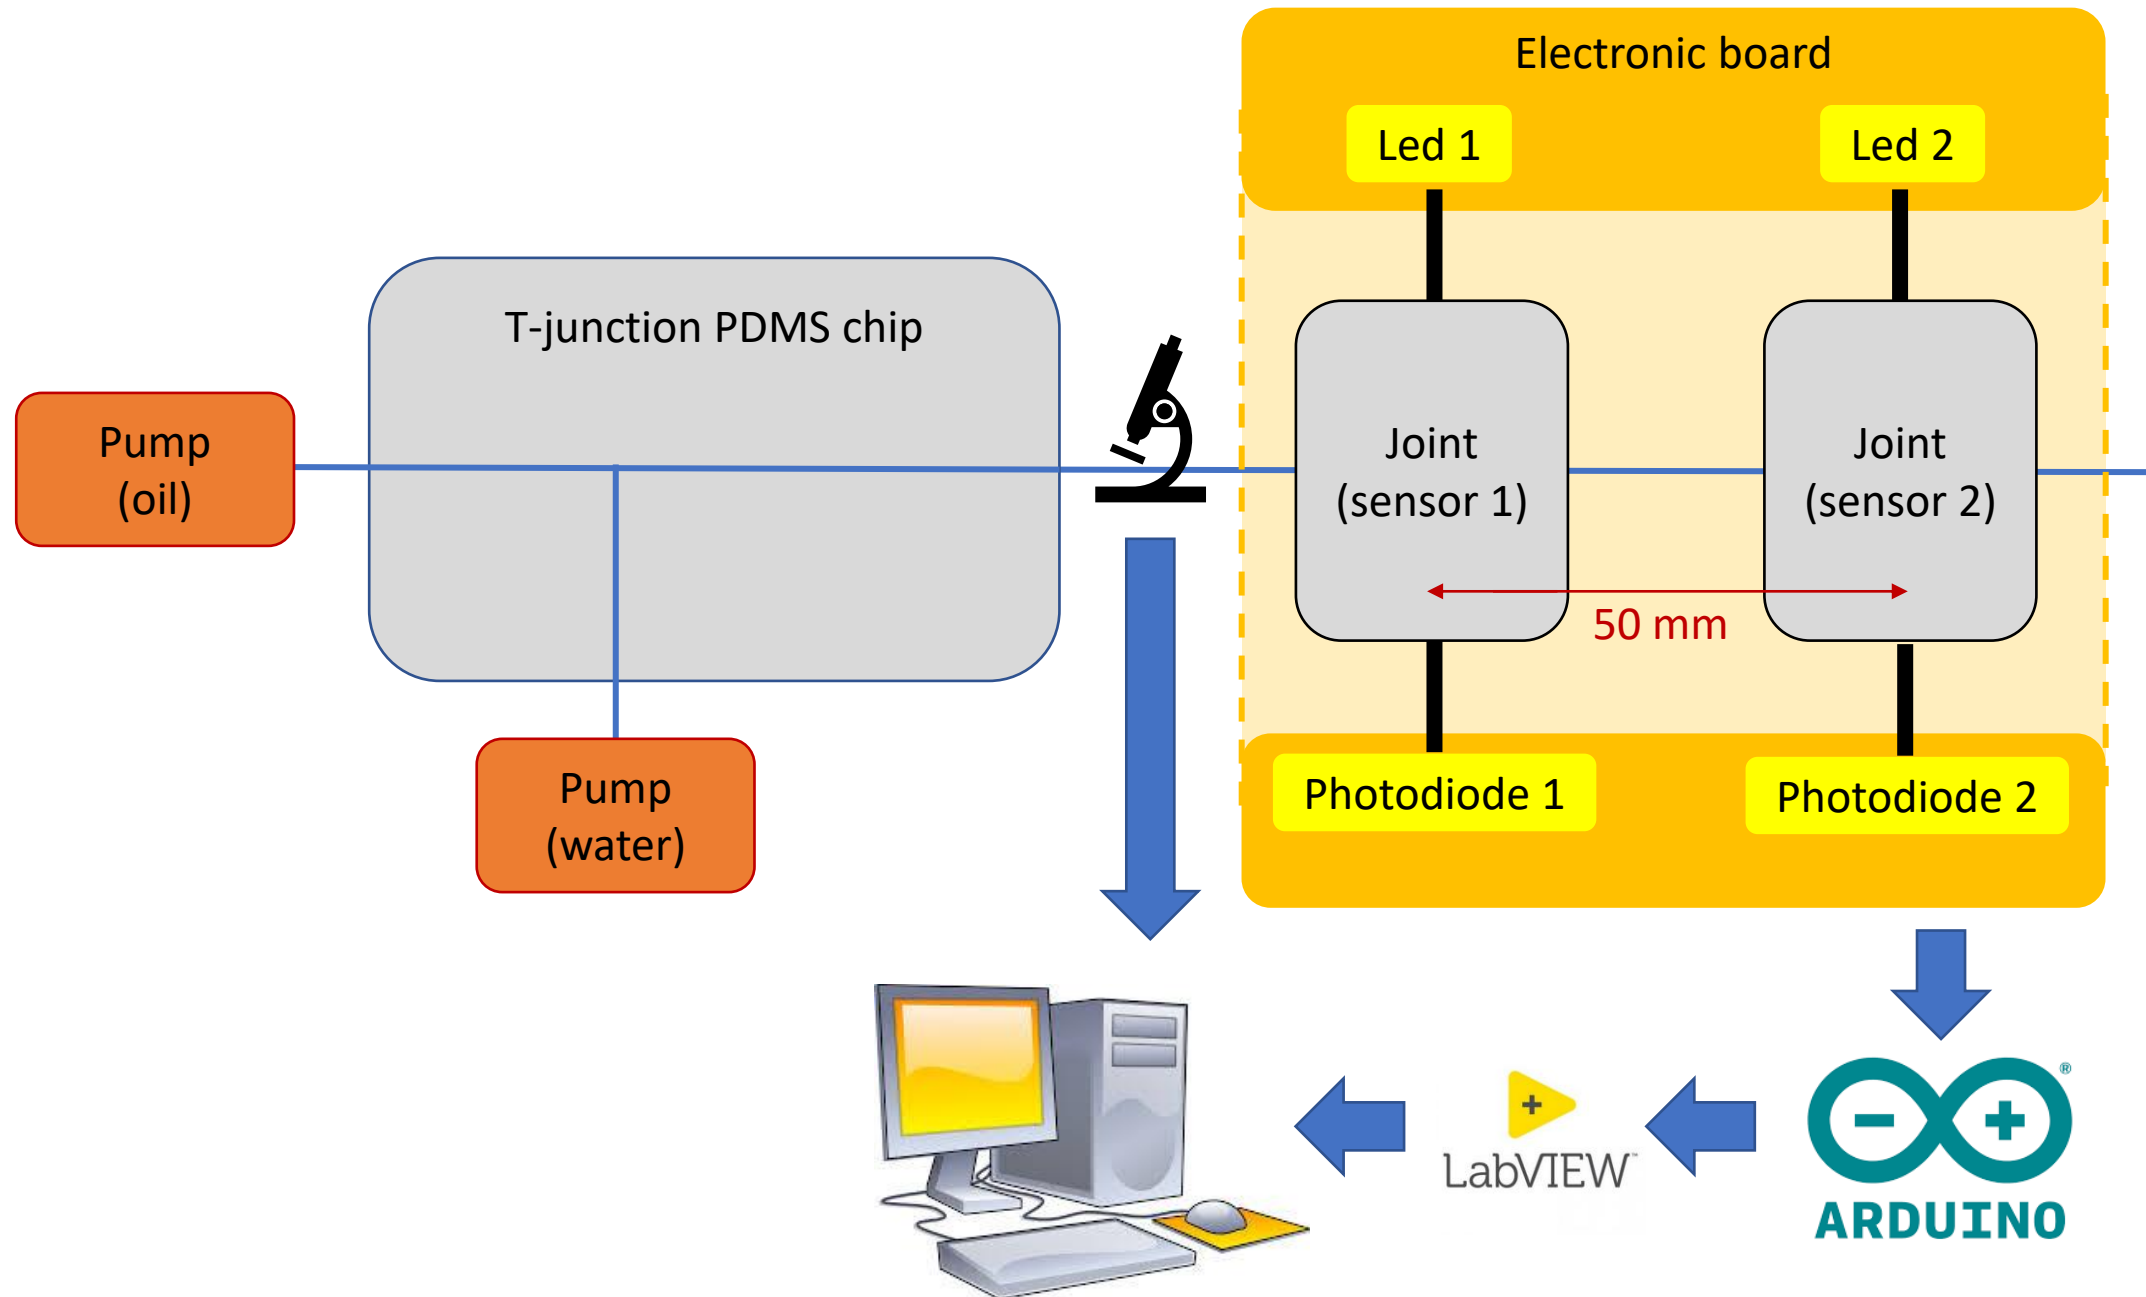 Electronic board
Led 1
Led 2
T-junction PDMS chip
Pump
(oil)
Joint
(sensor 1)
Joint
(sensor 2)
50 mm
Pump
(water)
Photodiode 1
Photodiode 2
LabVIEW™
®
ARDUINO